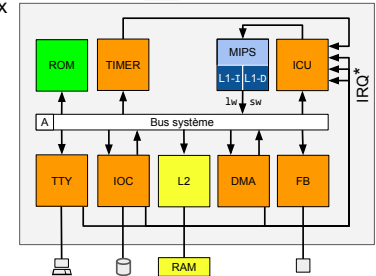 x
ROM
TIMER
MIPS
L1-I
L1-D
ICU
IRQ*
lw
sw
A
Bus système
TTY
IOC
L2
DMA
FB
RAM